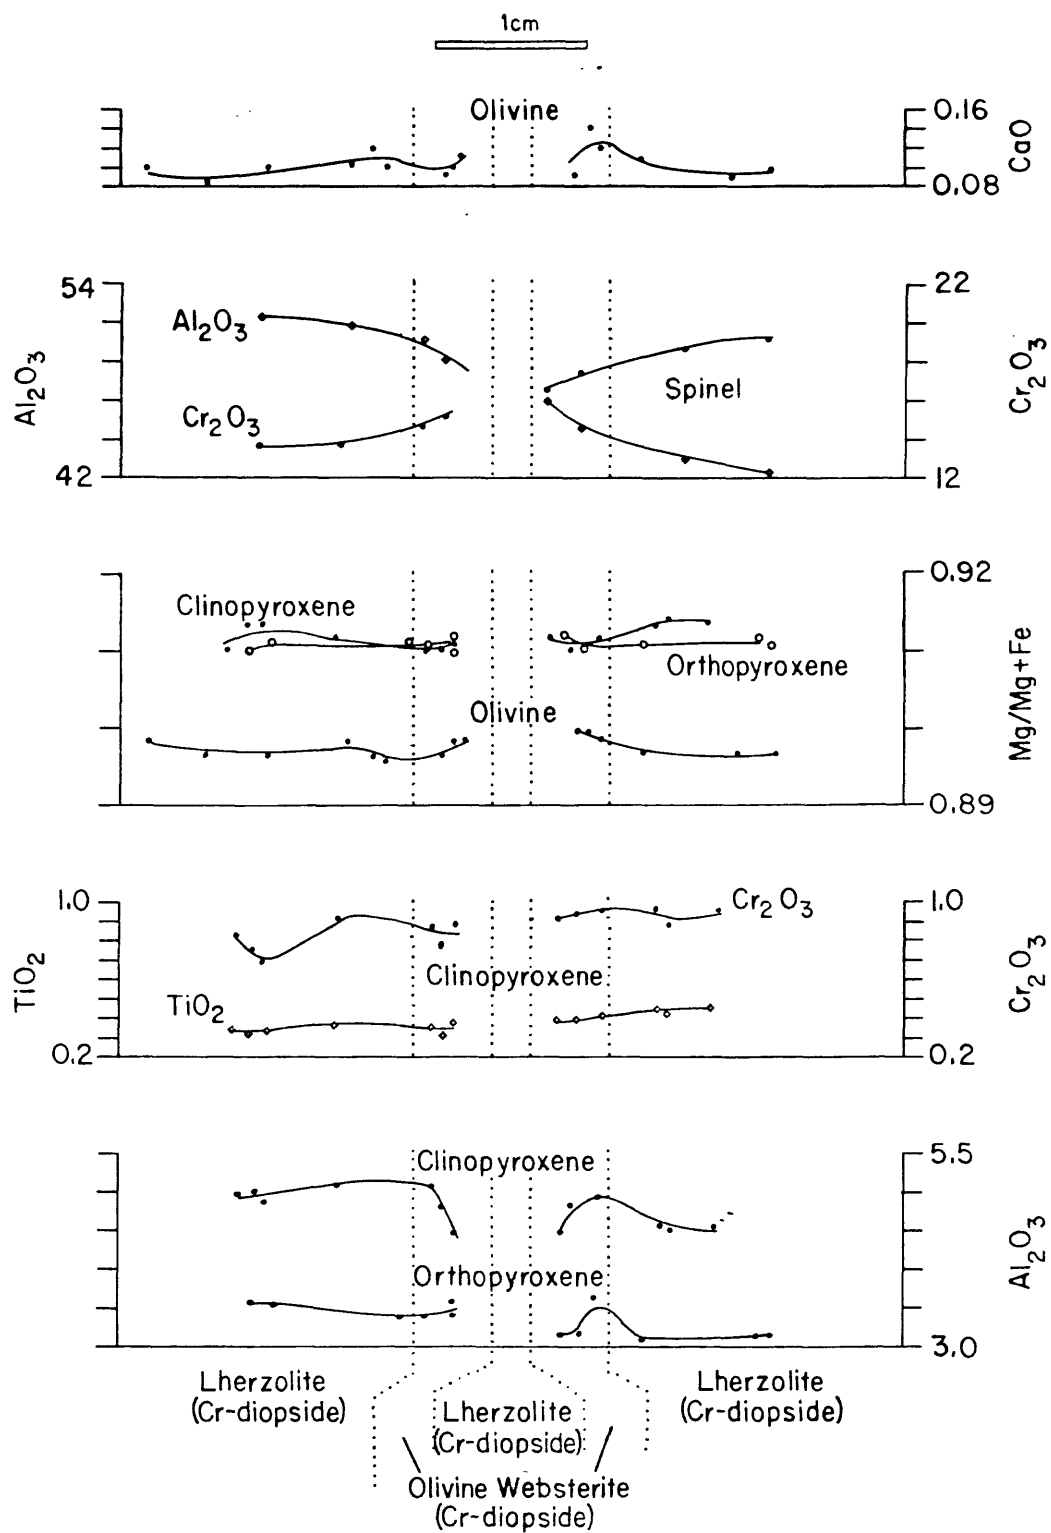 1cm
Olivine
0.16
CaO
0.08
54
22
Al2O3
Al2O3
Cr2O3
Spinel
Cr2O3
42
12
0.92
Clinopyroxene
Orthopyroxene
Mg/Mg+Fe
Olivine
0.89
1.0
Cr2O3
1.0
TiO2
Clinopyroxene
Cr2O3
TiO2
0.2
0.2
Clinopyroxene
5.5
Al2O3
Orthopyroxene
3.0
Lherzolite
(Cr-diopside)
Lherzolite
(Cr-diopside)
Lherzolite
(Cr-diopside)
Olivine Websterite
(Cr-diopside)